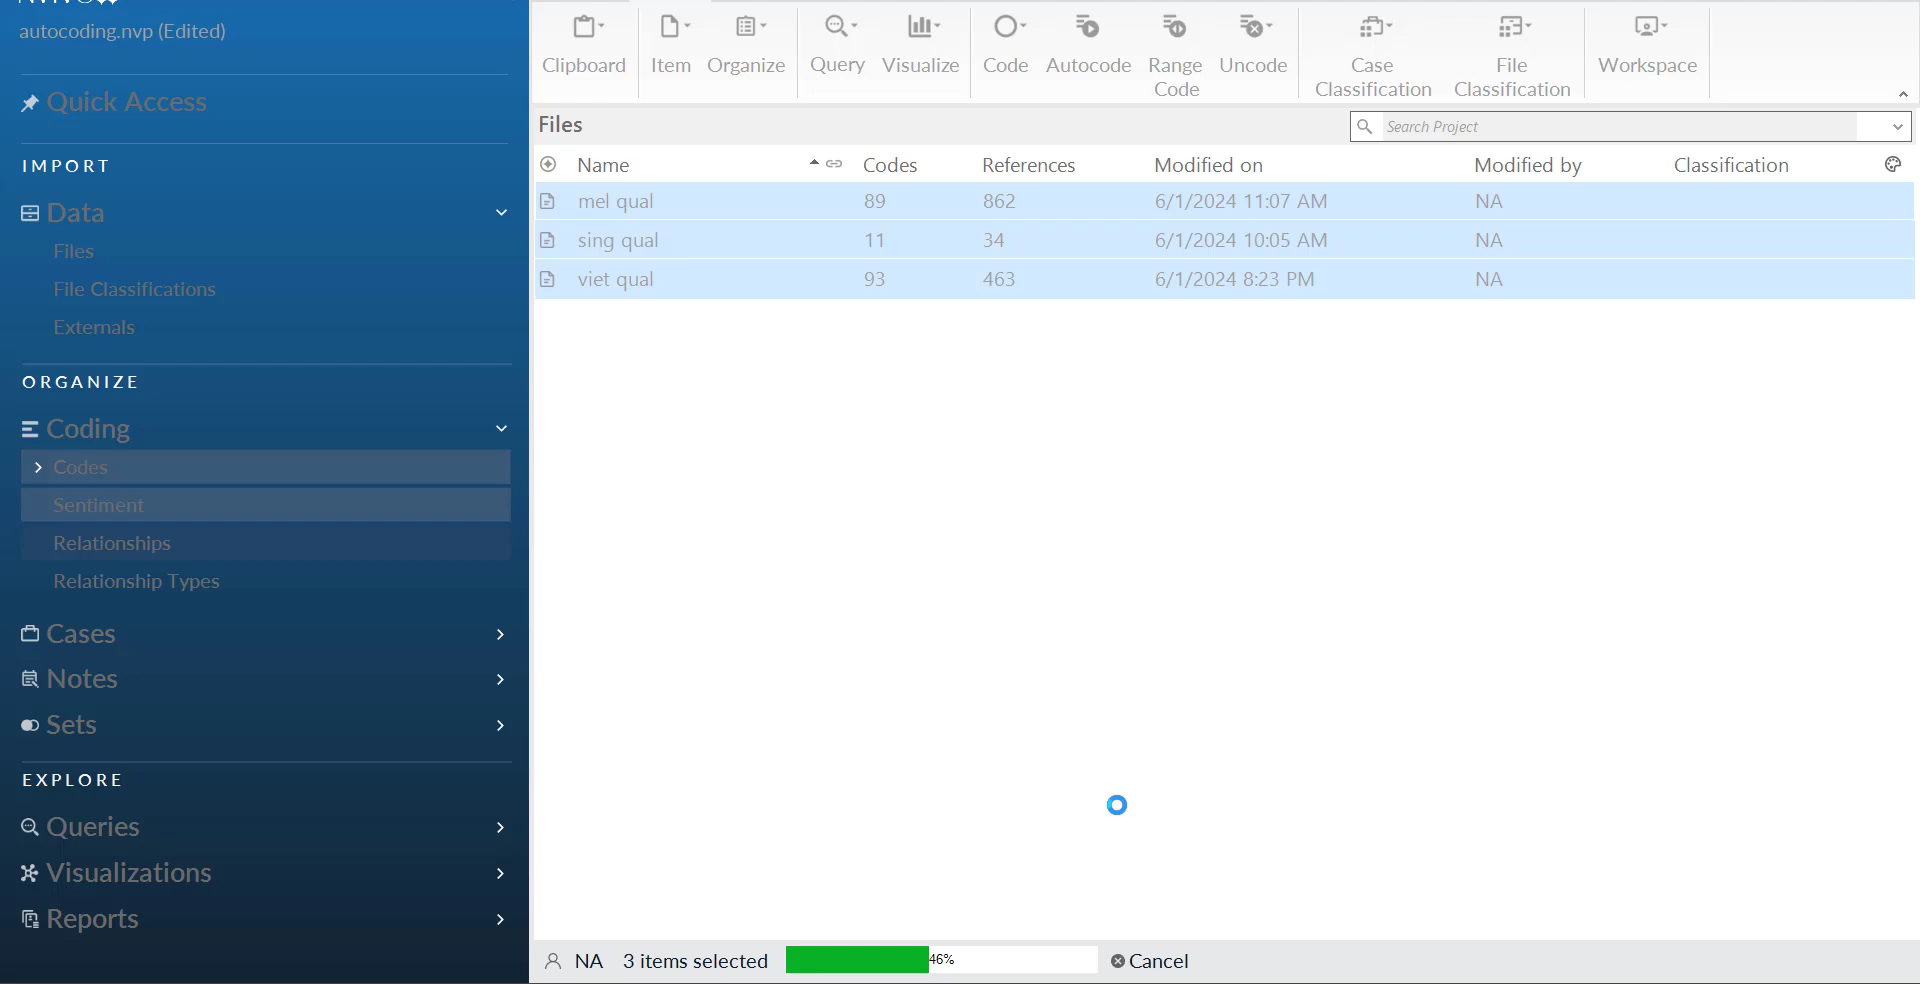 autocoding.nvp (Edited)
Quick Access
IMPORT
Data
Files
File Classifications
Externals
ORGANIZE
Coding
Codes
Sentiment
Relationships
Relationship Types
Cases
Notes
Sets
EXPLORE
Queries
Visualizations
Reports
Clipboard Item Organize Query Visualize Code Autocode Range Code Uncode Case Classification File Classification Workspace
Files Search Project
Name Codes References Modified on Modified by Classification
mel qual 89 862 6/1/2024 11:07 AM NA
sing qual 11 34 6/1/2024 10:05 AM NA
viet qual 93 463 6/1/2024 8:23 PM NA
NA 3 items selected 46% Cancel